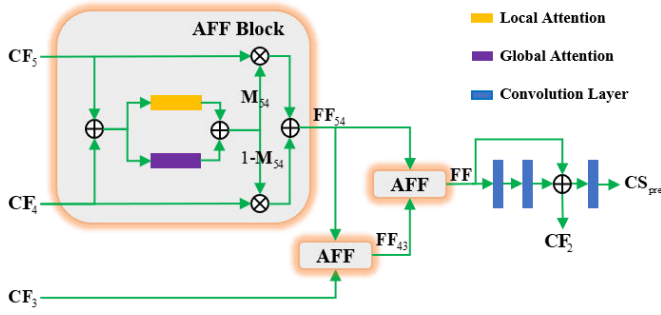 AFF Block
CF5
M54
1-M54
CF4
FF54
AFF
FF
AFF
FF43
CF3
CF2
CSpre
Local Attention
Global Attention
Convolution Layer